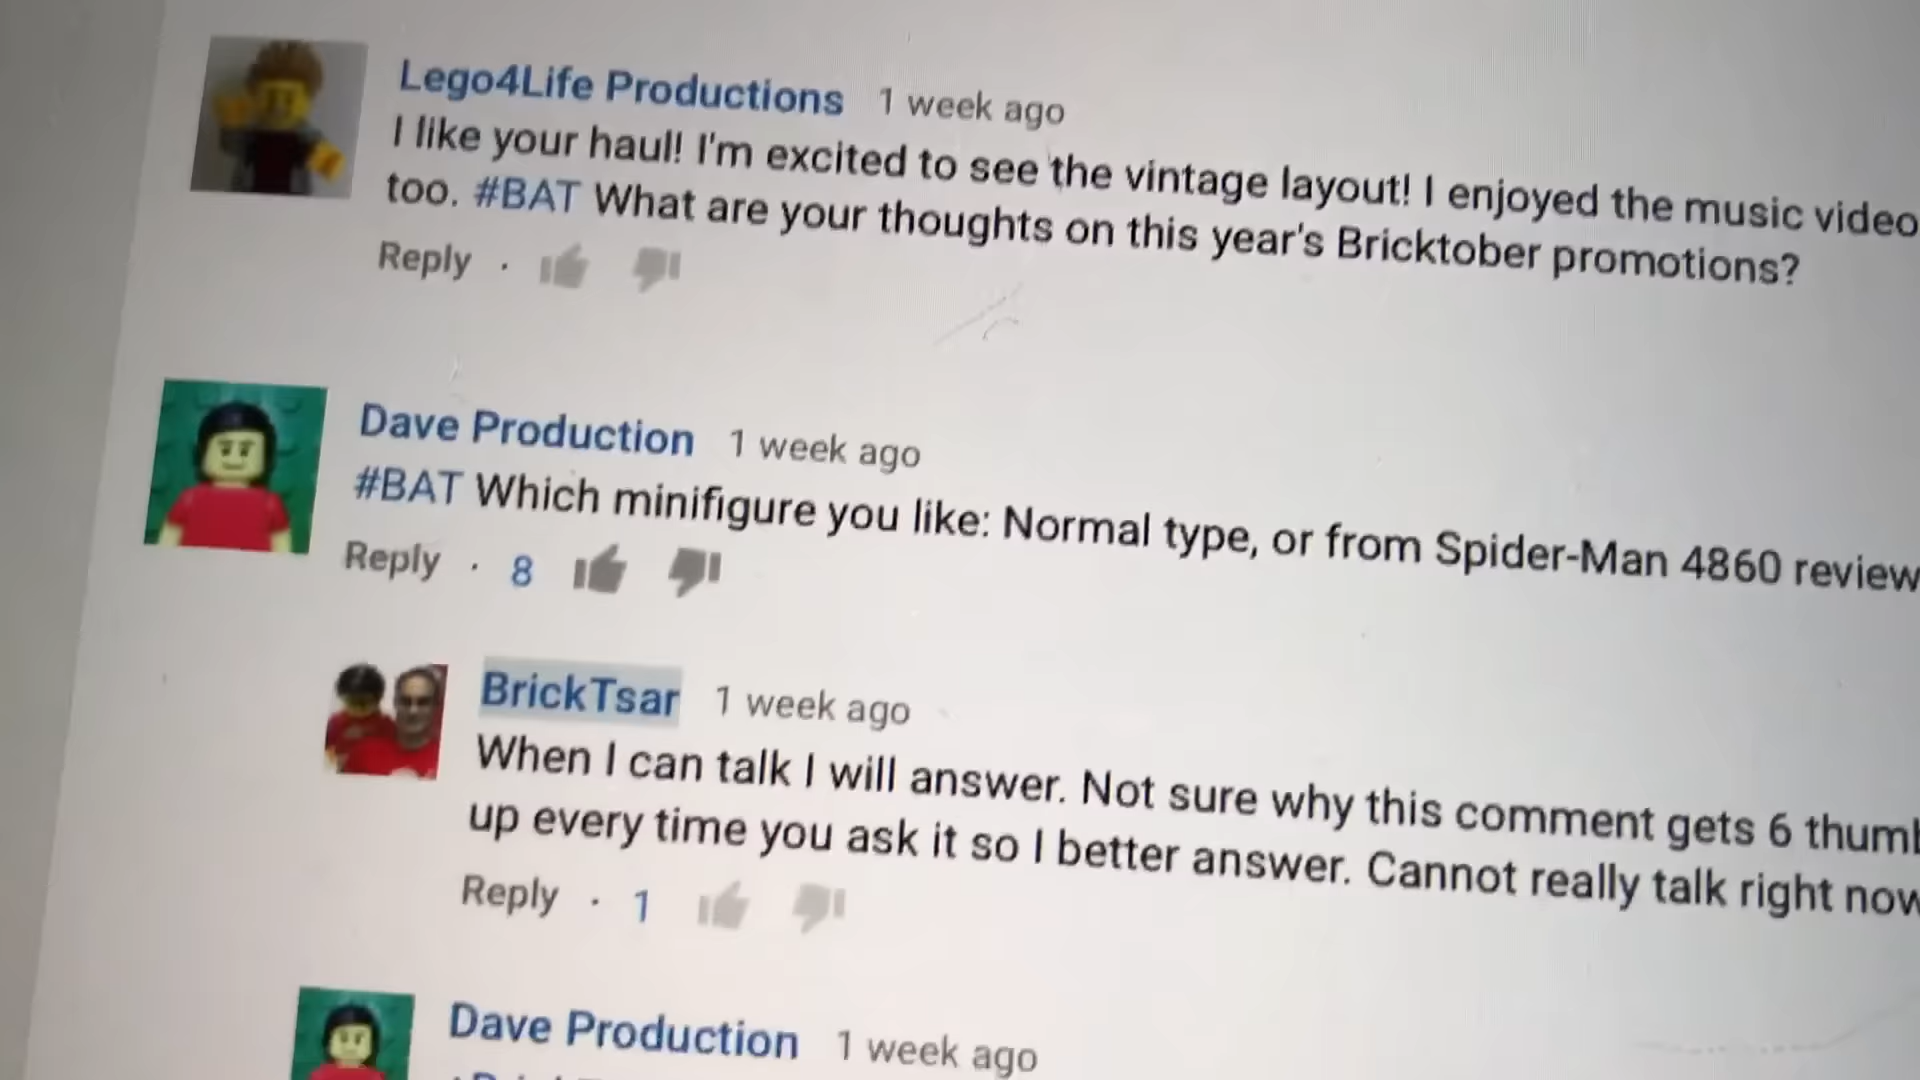 Lego4Life Productions 1 week ago
I like your haul! I'm excited to see the vintage layout! I enjoyed the music video
too. #BAT What are your thoughts on this year's Bricktober promotions?
Reply ·
Dave Production 1 week ago
#BAT Which minifigure you like: Normal type, or from Spider-Man 4860 review
Reply · 8
BrickTsar 1 week ago
When I can talk I will answer. Not sure why this comment gets 6 thumb
up every time you ask it so I better answer. Cannot really talk right now
Reply · 1
Dave Production 1 week ago